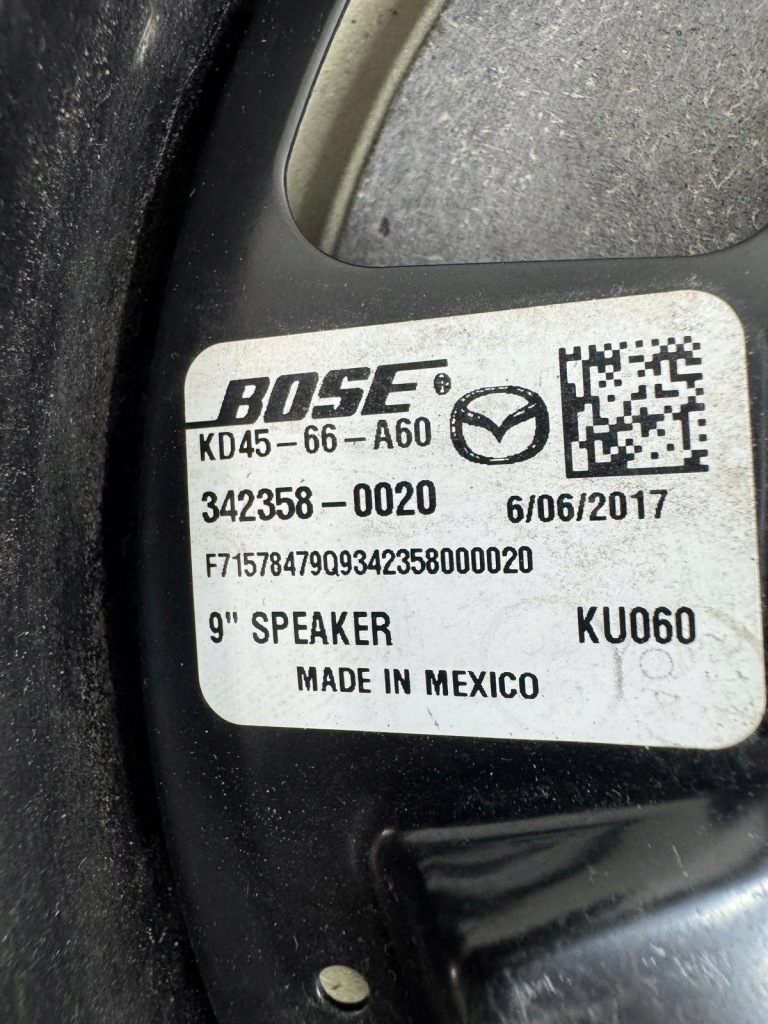 BOSE®
KD45-66-A60
342358-0020 6/06/2017
F71578479Q9342358000020
9" SPEAKER KU060
MADE IN MEXICO